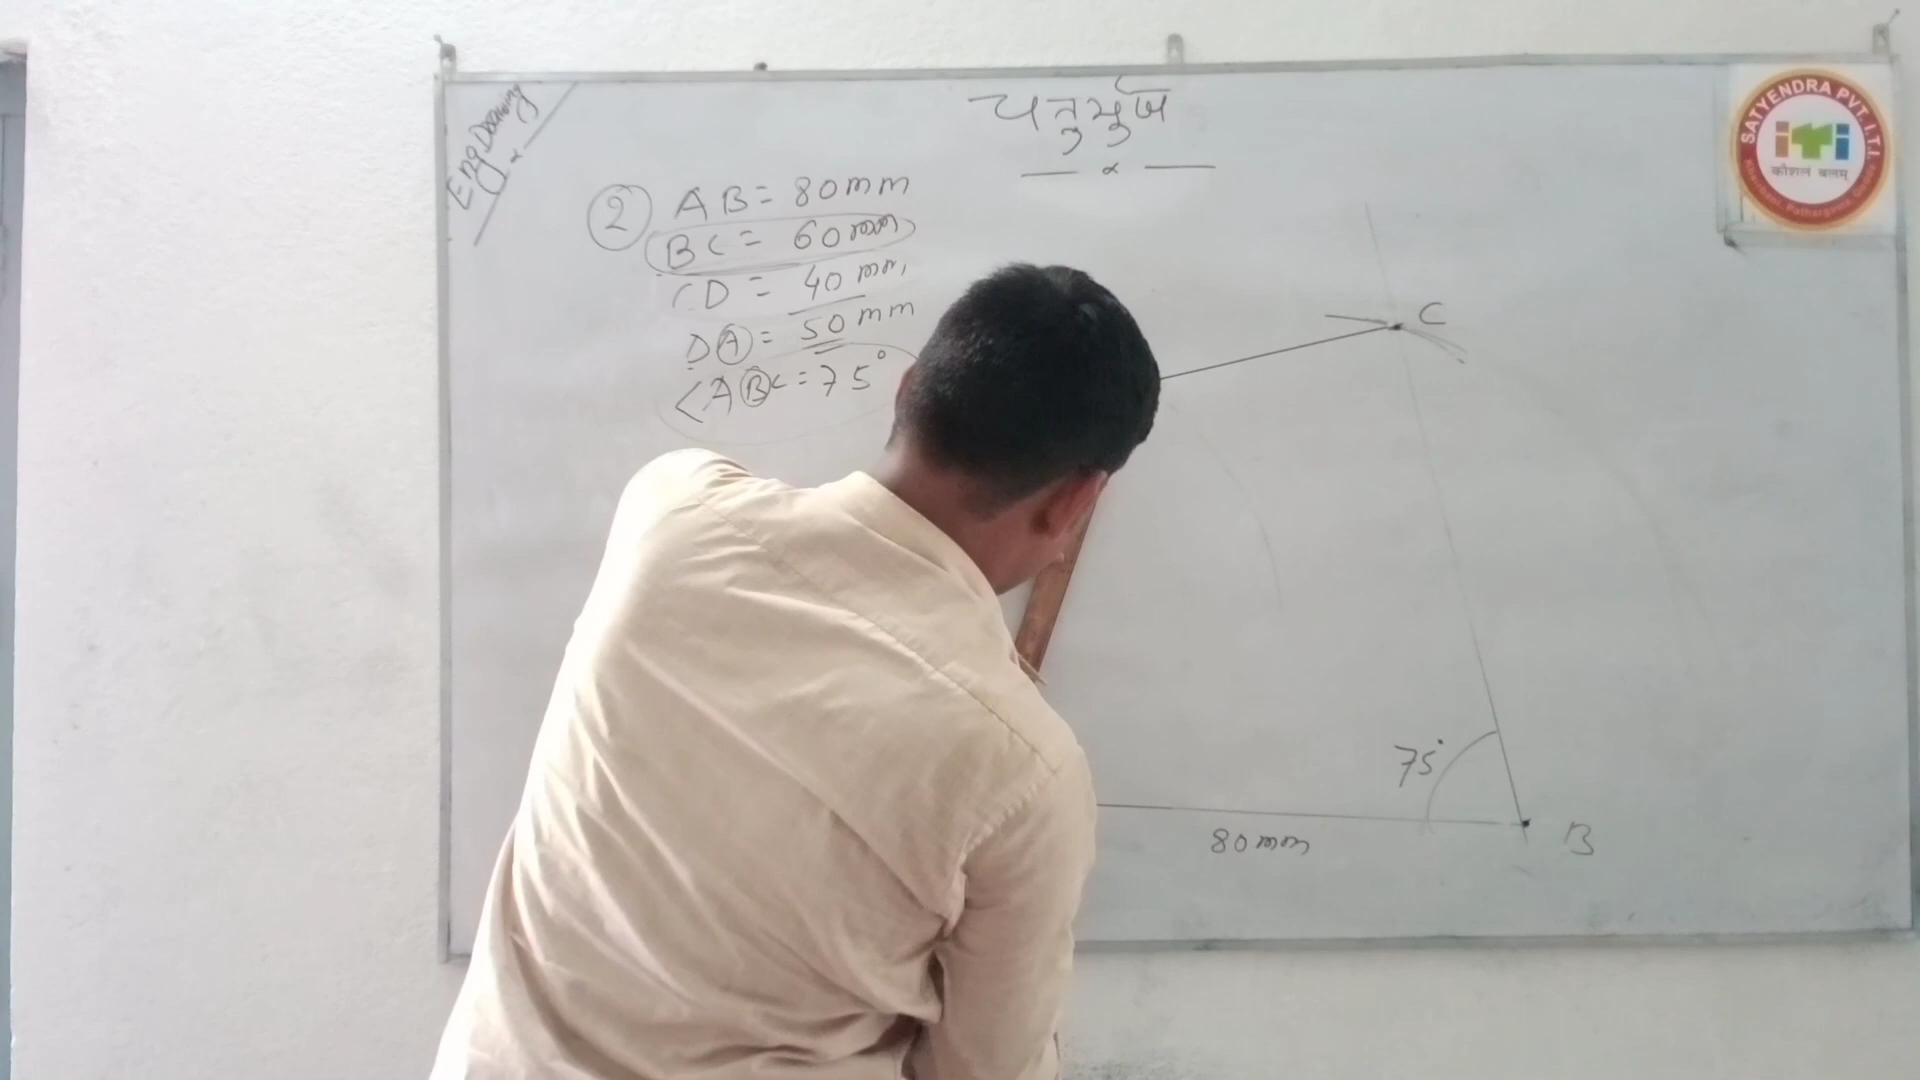 Eng Drawing
चतुर्भुज
② AB = 80mm
BC = 60mm
CD = 40mm,
DA = 50mm
<ABC = 75°
C
75°
80mm
B
SATYENDRA PVT. I.T.I.
iTi
कौशल बलम्